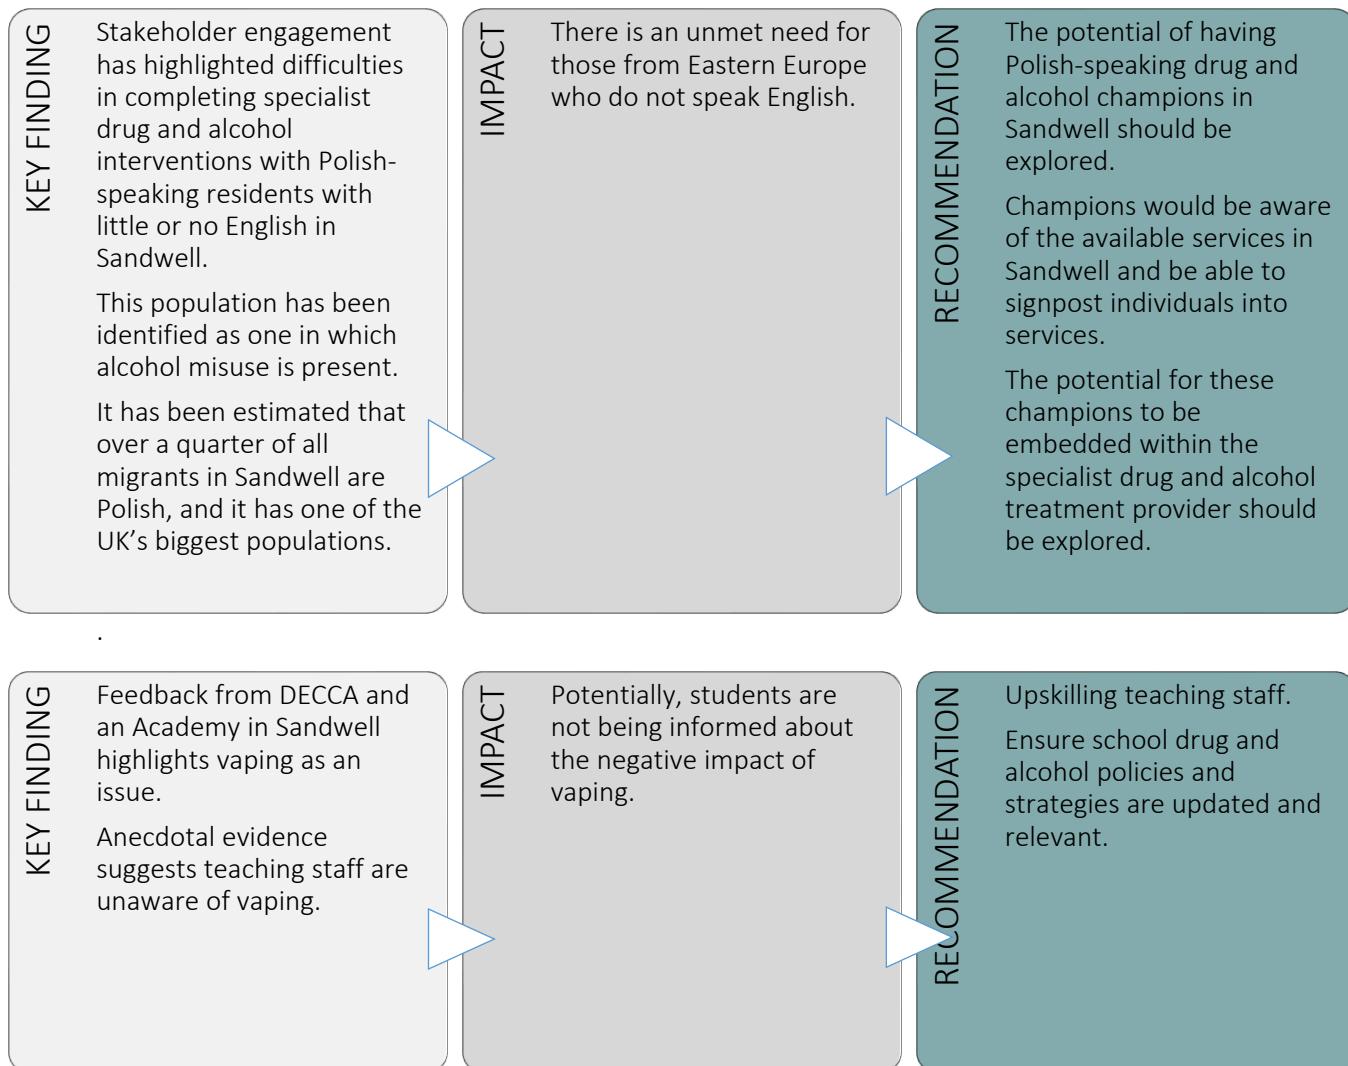 KEY FINDING
Stakeholder engagement
has highlighted difficulties
in completing specialist
drug and alcohol
interventions with Polish-
speaking residents with
little or no English in
Sandwell.
This population has been
identified as one in which
alcohol misuse is present.
It has been estimated that
over a quarter of all
migrants in Sandwell are
Polish, and it has one of the
UK’s biggest populations.
IMPACT
There is an unmet need for
those from Eastern Europe
who do not speak English.
RECOMMENDATION
The potential of having
Polish-speaking drug and
alcohol champions in
Sandwell should be
explored.
Champions would be aware
of the available services in
Sandwell and be able to
signpost individuals into
services.
The potential for these
champions to be
embedded within the
specialist drug and alcohol
treatment provider should
be explored.
.
KEY FINDING
Feedback from DECCA and
an Academy in Sandwell
highlights vaping as an
issue.
Anecdotal evidence
suggests teaching staff are
unaware of vaping.
IMPACT
Potentially, students are
not being informed about
the negative impact of
vaping.
RECOMMENDATION
Upskilling teaching staff.
Ensure school drug and
alcohol policies and
strategies are updated and
relevant.